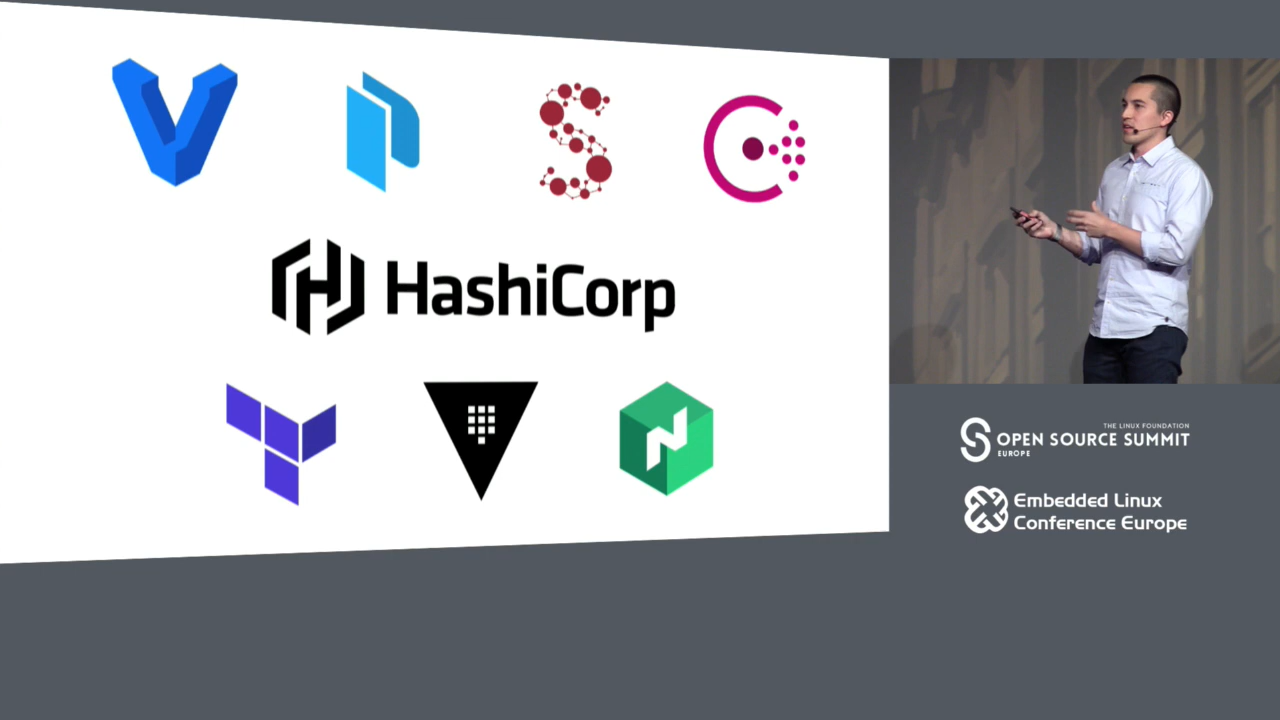 HashiCorp
THE LINUX FOUNDATION
OPEN SOURCE SUMMIT
EUROPE
Embedded Linux
Conference Europe